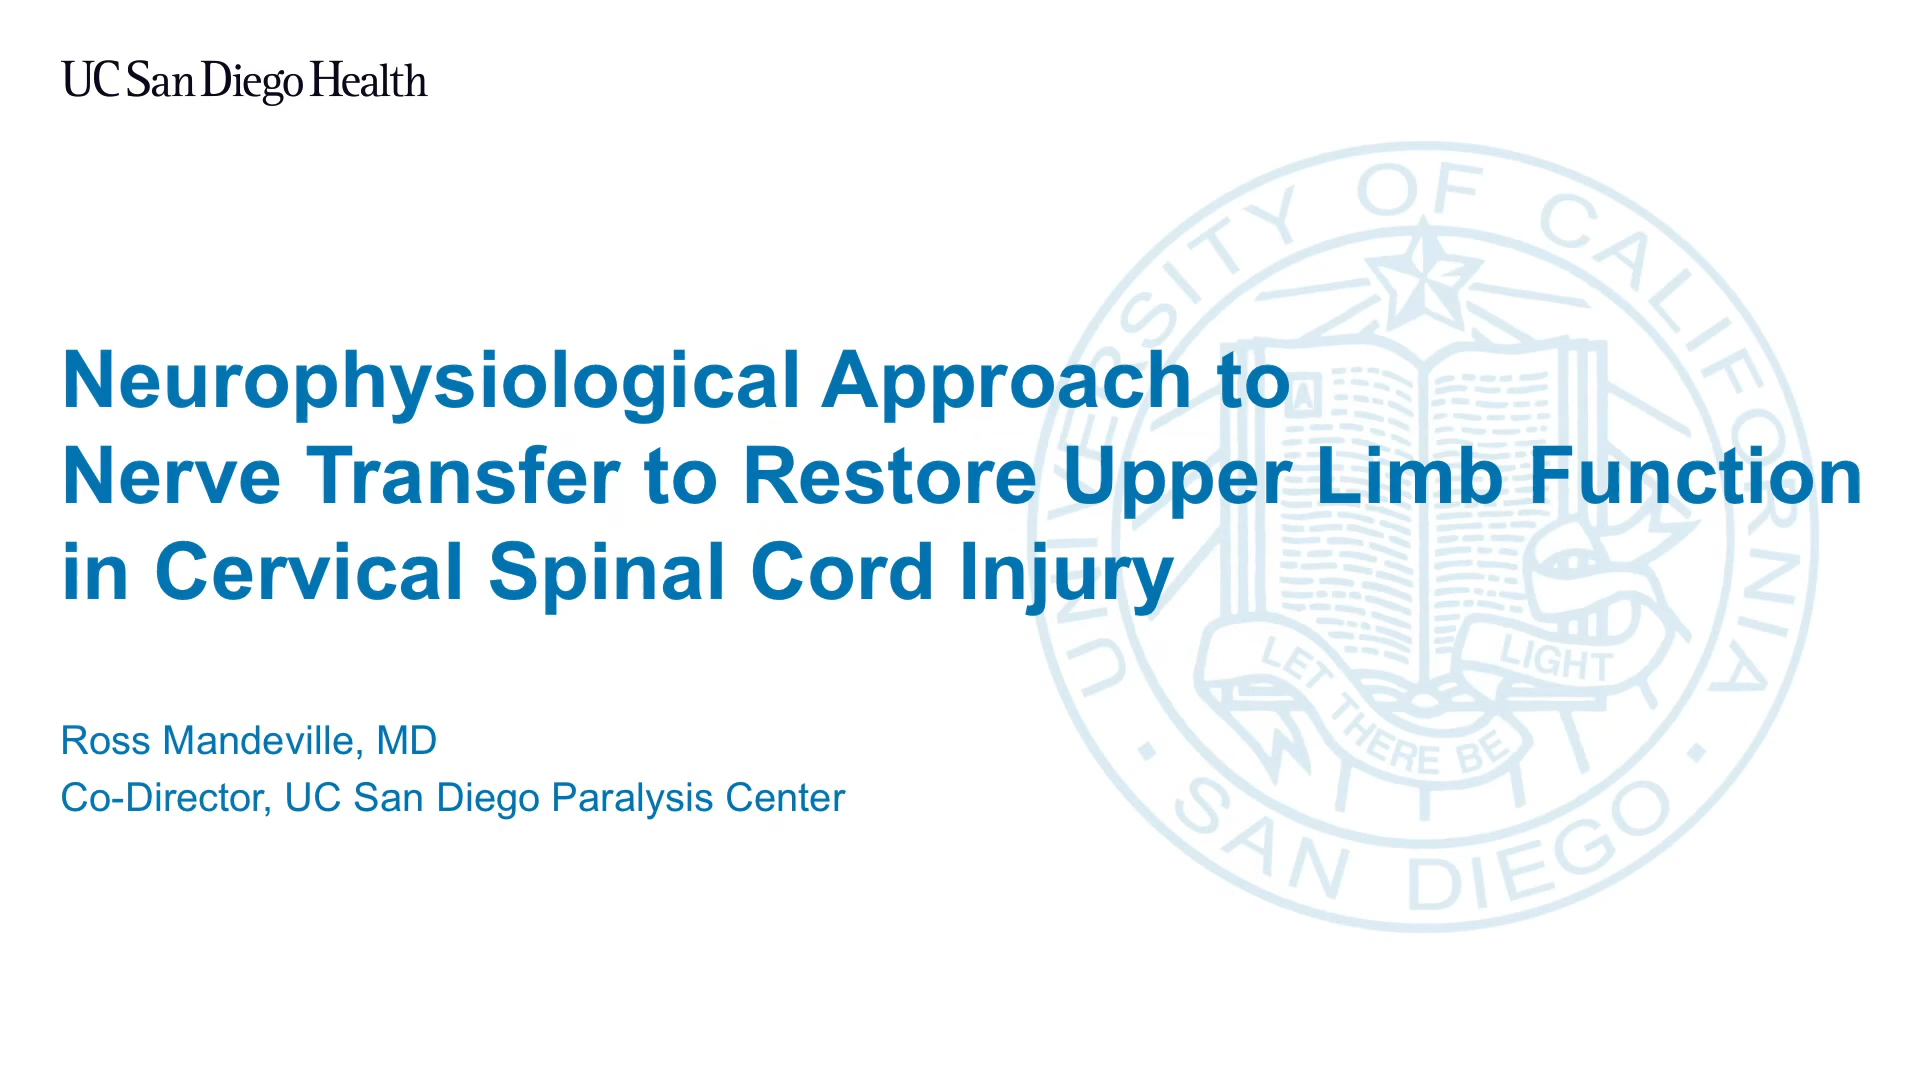 UC San Diego Health
UNIVERSITY OF CALIFORNIA
Neurophysiological Approach to
Nerve Transfer to Restore Upper Limb Function
in Cervical Spinal Cord Injury
A
LET THERE BE LIGHT
Ross Mandeville, MD
Co-Director, UC San Diego Paralysis Center
SAN DIEGO